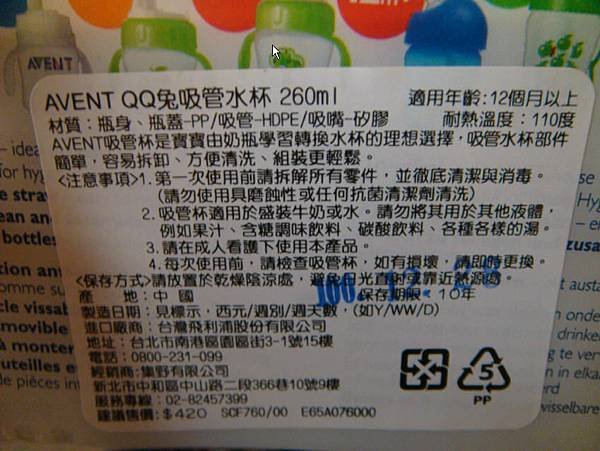 AVENT
AVENT QQ兔吸管水杯 260ml 適用年齡:12個月以上
材質：瓶身、瓶蓋-PP/吸管-HDPE/吸嘴-矽膠 耐熱溫度：110度
AVENT吸管杯是寶寶由奶瓶學習轉換水杯的理想選擇，吸管水杯部件
簡單，容易拆卸、方便清洗、組裝更輕鬆。
<注意事項>1.第一次使用前請拆解所有零件，並徹底清潔與消毒。
(請勿使用具磨蝕性或任何抗菌清潔劑清洗)
2.吸管杯適用於盛裝牛奶或水。請勿將其用於其他液體，
例如果汁、含糖調味飲料、碳酸飲料、各種各樣的湯。
3.請在成人看護下使用本產品。
4.每次使用前，請檢查吸管杯，如有損壞，請即時更換。
<保存方式>請放置於乾燥陰涼處，避免日光直射或靠近熱源處。
產 地：中 國 保存期限：10年
製造日期：見標示，西元/週別/週天數，(如Y/WW/D)
進口廠商：台灣飛利浦股份有限公司
地址：台北市南港區園區街3-1號15樓
電話：0800-231-099
經銷商:集野有限公司
新北市中和區中山路二段366巷10號9樓
服務專線：02-82457399
建議售價:$420 SCF760/00 E65A076000
5
PP